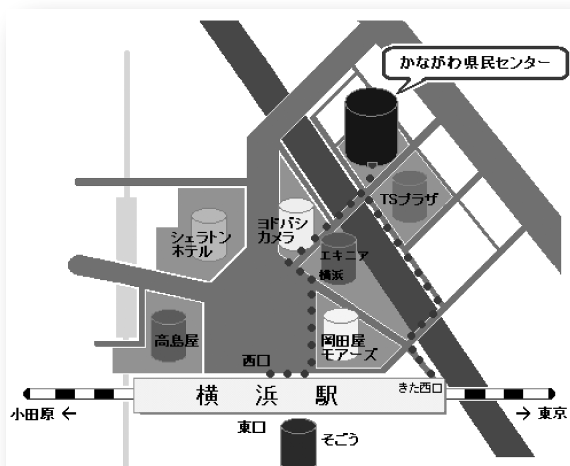 かながわ県民センター
TSプラザ
ヨドバシ
カメラ
シェラトン
ホテル
エキニア
横浜
高島屋
岡田屋
モアーズ
西口
きた西口
横浜駅
小田原 ←
→ 東京
東口
そごう